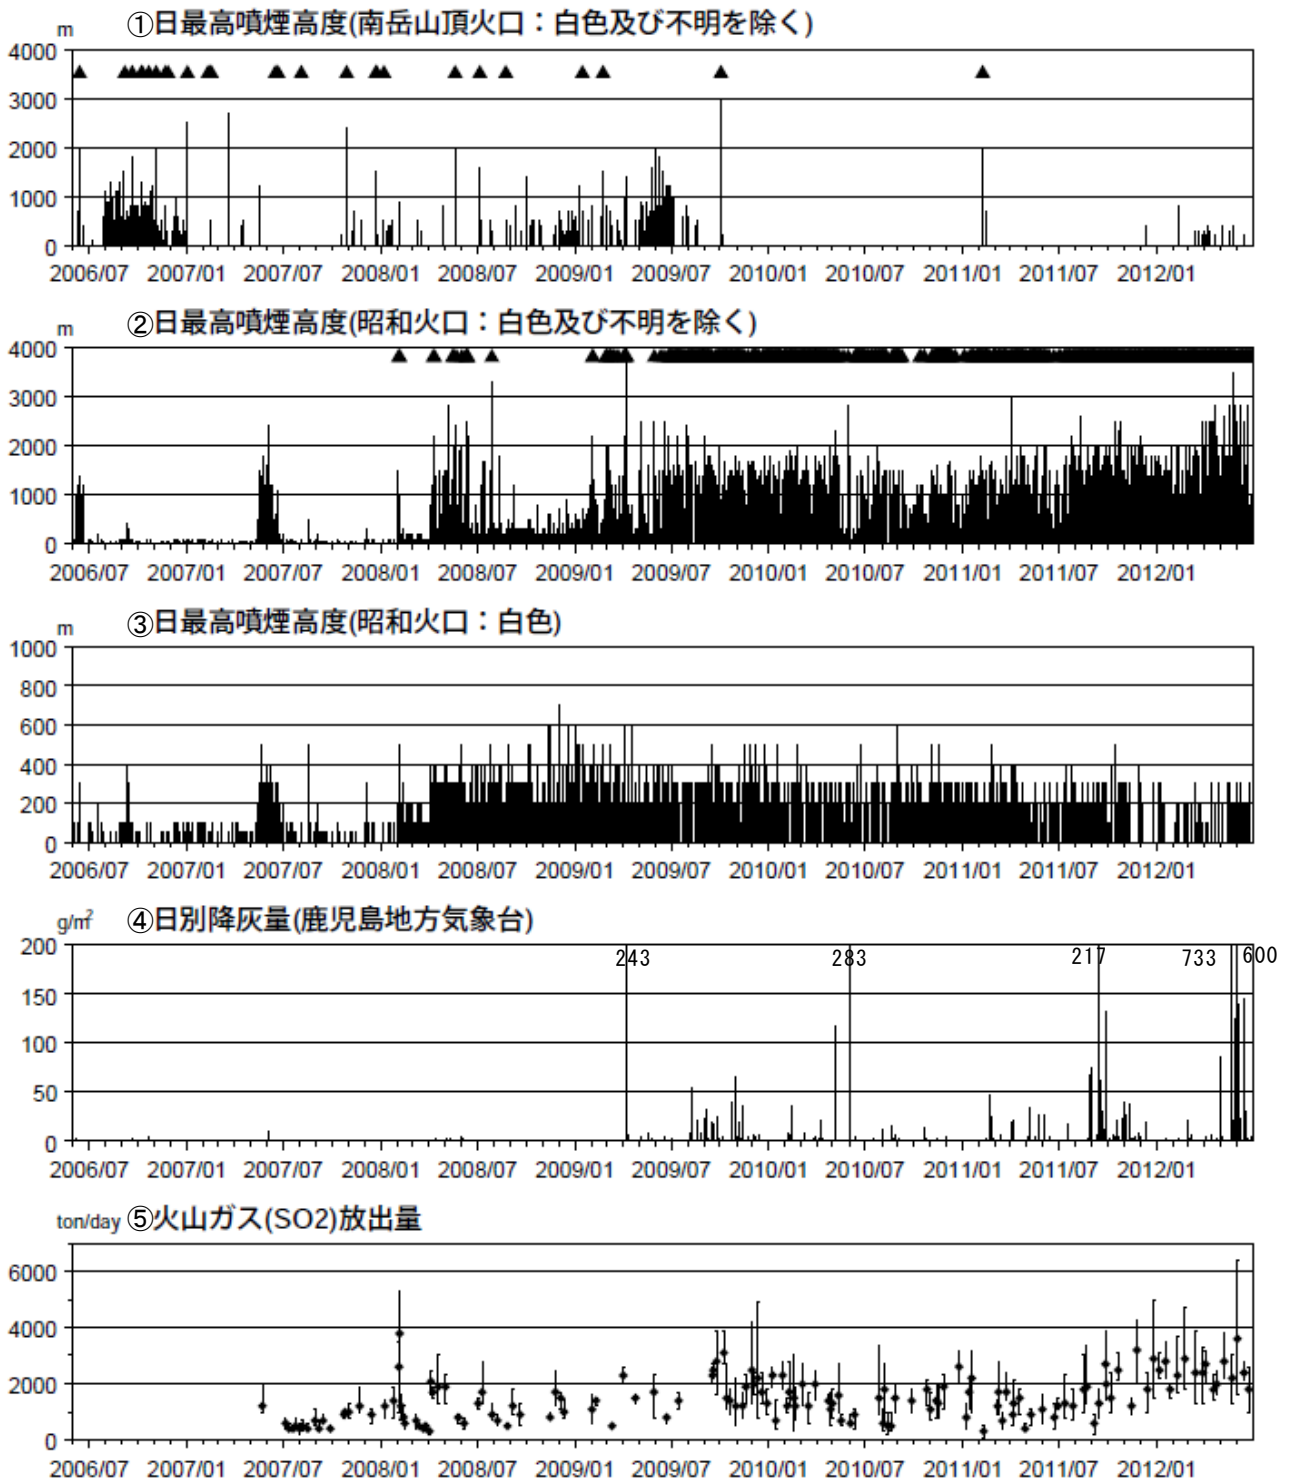 m ①日最高噴煙高度(南岳山頂火口：白色及び不明を除く)
4000
3000
2000
1000
0
2006/07 2007/01 2007/07 2008/01 2008/07 2009/01 2009/07 2010/01 2010/07 2011/01 2011/07 2012/01
m ②日最高噴煙高度(昭和火口：白色及び不明を除く)
4000
3000
2000
1000
0
2006/07 2007/01 2007/07 2008/01 2008/07 2009/01 2009/07 2010/01 2010/07 2011/01 2011/07 2012/01
m ③日最高噴煙高度(昭和火口：白色)
1000
800
600
400
200
0
2006/07 2007/01 2007/07 2008/01 2008/07 2009/01 2009/07 2010/01 2010/07 2011/01 2011/07 2012/01
g/㎡ ④日別降灰量(鹿児島地方気象台)
200
243 283 217 733 600
150
100
50
0
2006/07 2007/01 2007/07 2008/01 2008/07 2009/01 2009/07 2010/01 2010/07 2011/01 2011/07 2012/01
ton/day ⑤火山ガス(SO2)放出量
6000
4000
2000
0
2006/07 2007/01 2007/07 2008/01 2008/07 2009/01 2009/07 2010/01 2010/07 2011/01 2011/07 2012/01